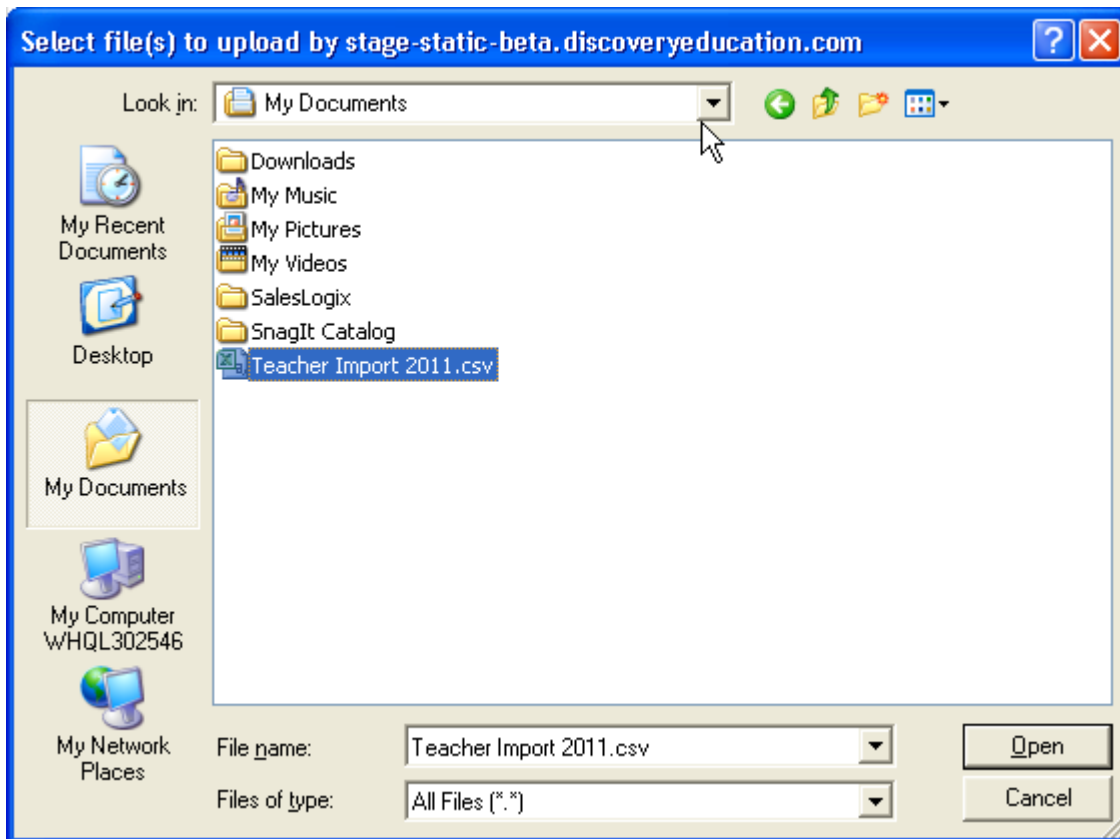 Select file(s) to upload by stage-static-beta.discoveryeducation.com
?
Look in:
My Documents
Downloads
My Music
My Pictures
My Videos
SalesLogix
SnagIt Catalog
Teacher Import 2011.csv
My Recent
Documents
Desktop
My Documents
My Computer
WHQL302546
My Network
Places
File name:
Teacher Import 2011.csv
Open
Files of type:
All Files (*.*)
Cancel